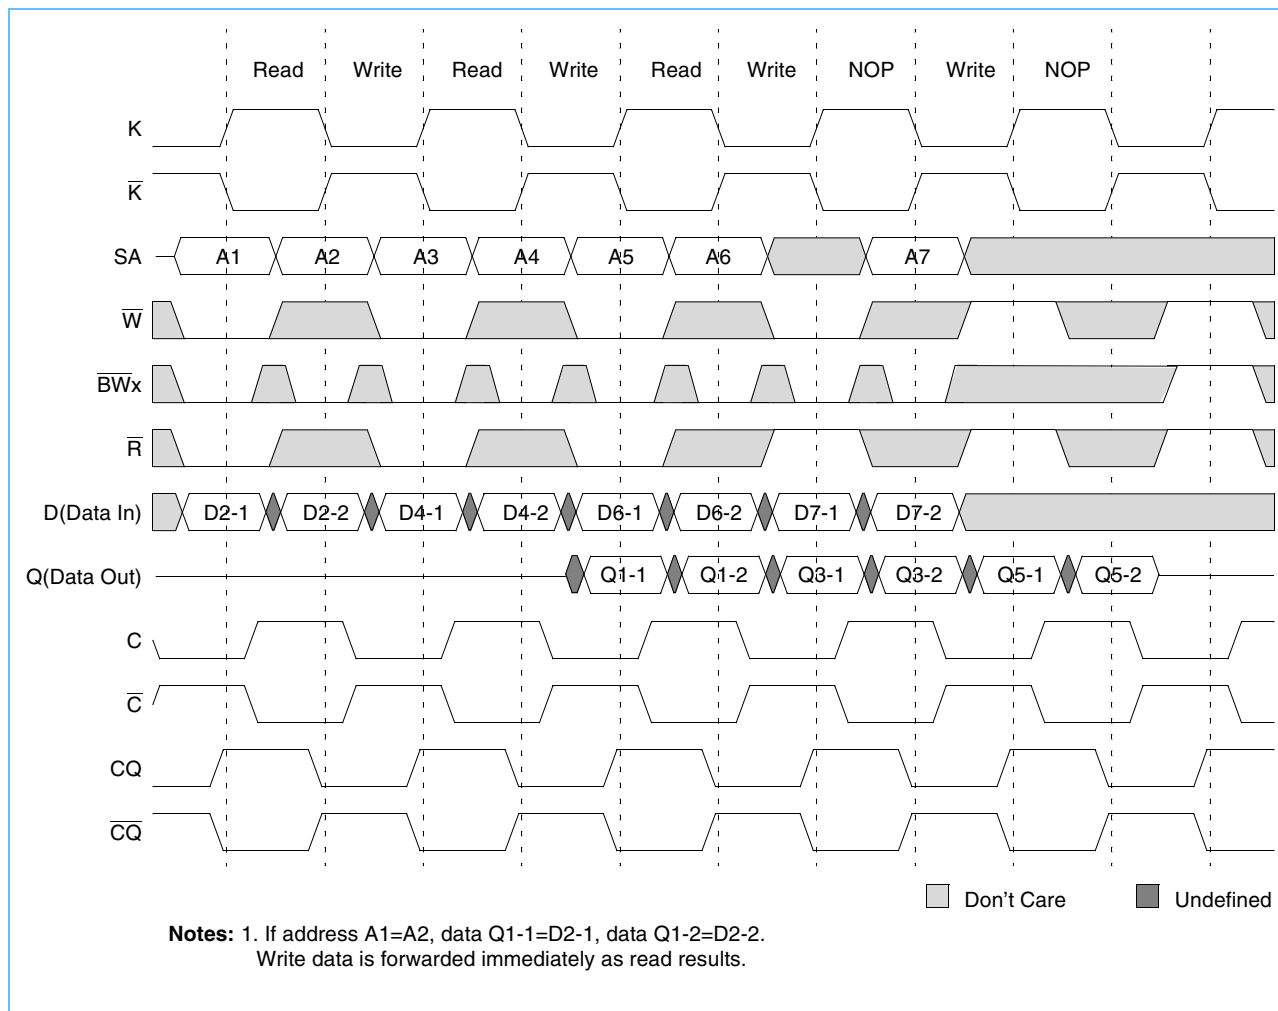 Read Write Read Write Read Write NOP Write NOP
K
K̅
SA A1 A2 A3 A4 A5 A6 A7
W̅
B̅W̅x
R̅
D(Data In) D2-1 D2-2 D4-1 D4-2 D6-1 D6-2 D7-1 D7-2
Q(Data Out) Q1-1 Q1-2 Q3-1 Q3-2 Q5-1 Q5-2
C
C̅
CQ
C̅Q̅
Don't Care Undefined
Notes: 1. If address A1=A2, data Q1-1=D2-1, data Q1-2=D2-2.
Write data is forwarded immediately as read results.